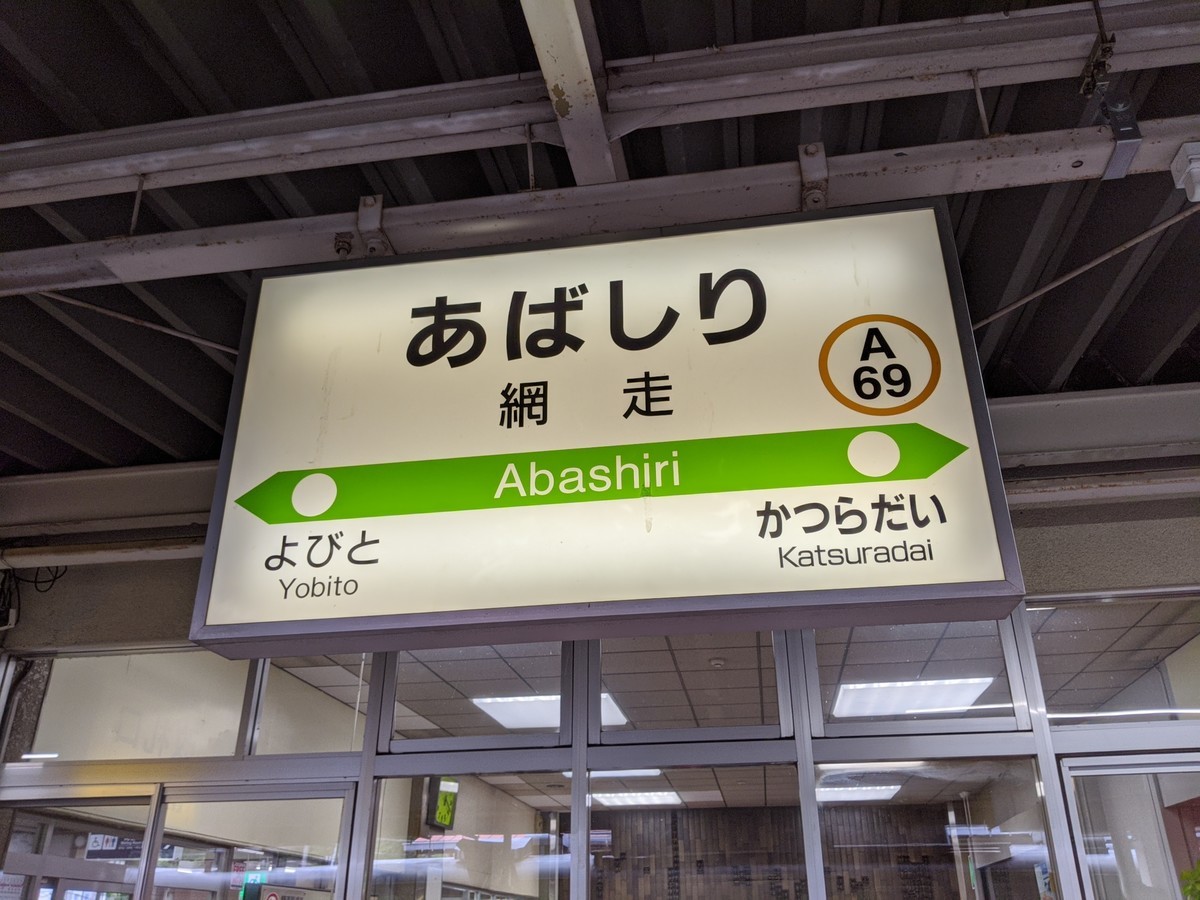 あばしり
網走
A
69
Abashiri
よびと
Yobito
かつらだい
Katsuradai